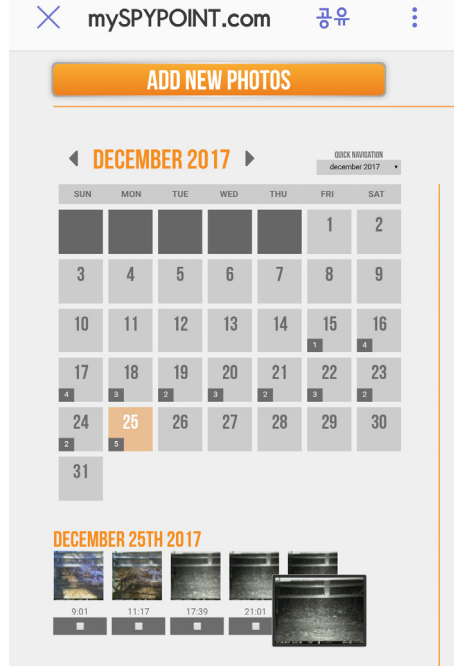 mySPYPOINT.com 공유
ADD NEW PHOTOS
DECEMBER 2017
QUICK NAVIGATION
december 2017
SUN MON TUE WED THU FRI SAT
1 2
3 4 5 6 7 8 9
10 11 12 13 14 15 16
1 4
17 18 19 20 21 22 23
4 3 2 3 2 3 2
24 25 26 27 28 29 30
2 5
31
DECEMBER 25TH 2017
9:01 11:17 17:39 21:01